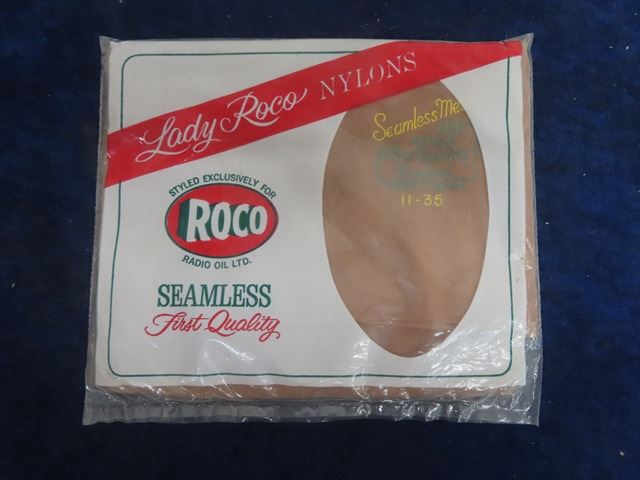 Lady Roco NYLONS
STYLED EXCLUSIVELY FOR
ROCO
RADIO OIL LTD.
SEAMLESS
First Quality
Seamless Me
11-35